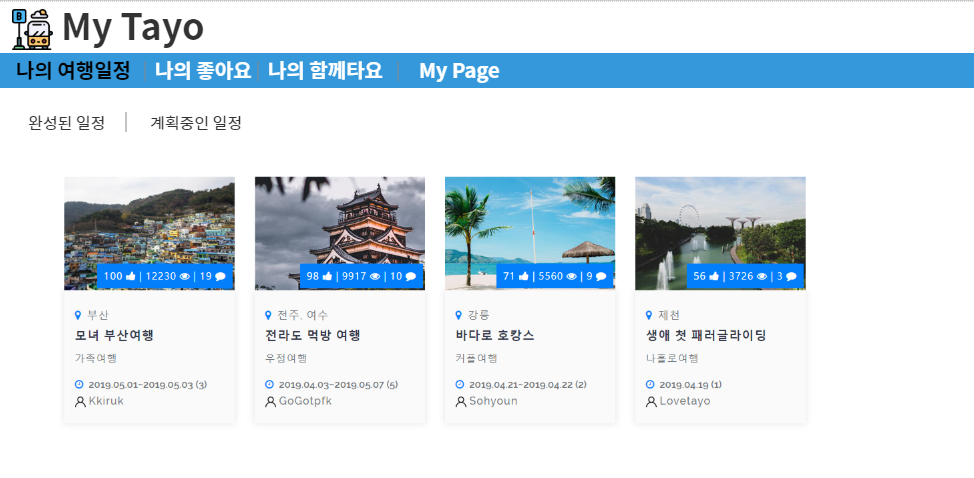 B
My Tayo
나의 여행일정 | 나의 좋아요 | 나의 함께타요 | My Page
완성된 일정 | 계획중인 일정
100 | 12230 | 19
부산
모녀 부산여행
가족여행
2019.05.01~2019.05.03 (3)
Kkiruk
98 | 9917 | 10
전주, 여수
전라도 먹방 여행
우정여행
2019.04.03~2019.05.07 (5)
GoGotpfk
71 | 5560 | 9
강릉
바다로 호캉스
커플여행
2019.04.21~2019.04.22 (2)
Sohyoun
56 | 3726 | 3
제천
생애 첫 패러글라이딩
나홀로여행
2019.04.19 (1)
Lovetayo